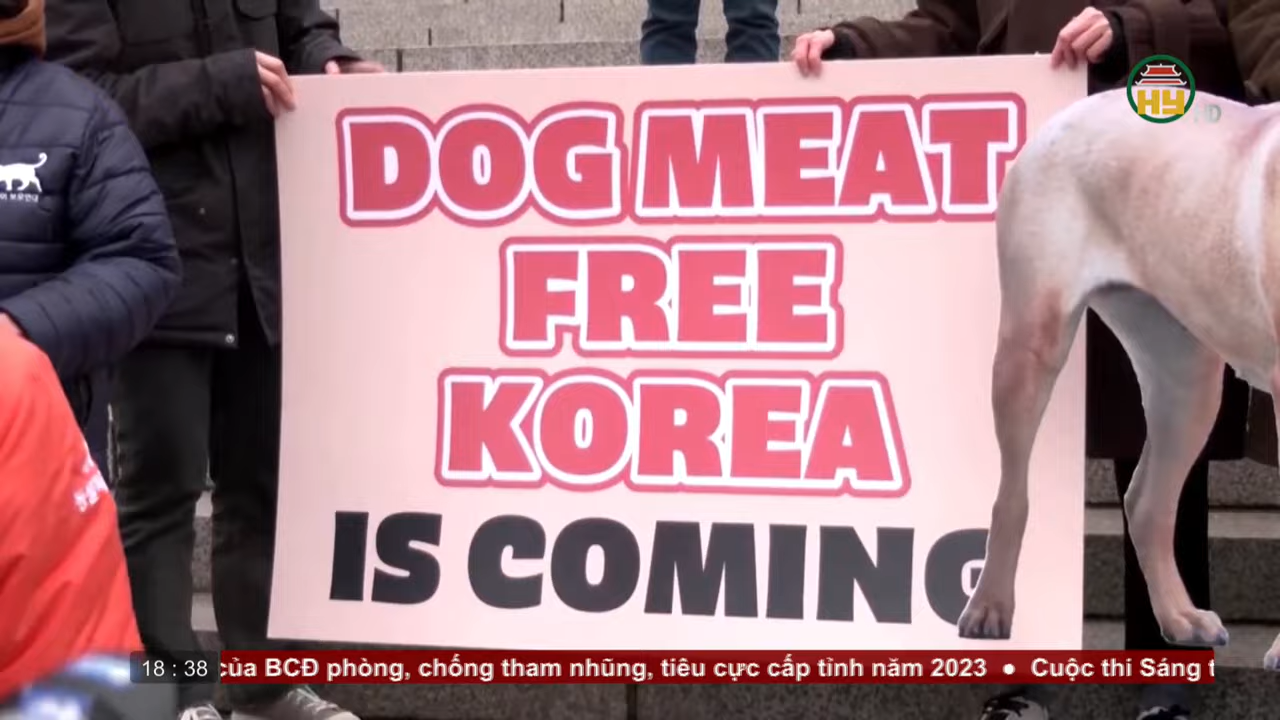 HY
HD
DOG MEAT
FREE
KOREA
IS COMING
18 : 38
của BCĐ phòng, chống tham nhũng, tiêu cực cấp tỉnh năm 2023 ● Cuộc thi Sáng t